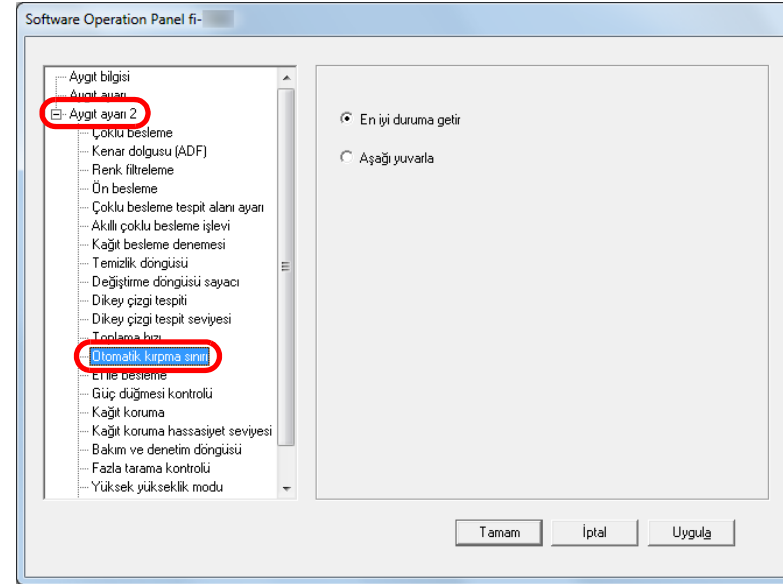 Software Operation Panel fi-
Aygıt bilgisi
Aygıt ayarı
Aygıt ayarı 2
Çoklu besleme
Kenar dolgusu (ADF)
Renk filtreleme
Ön besleme
Çoklu besleme tespit alanı ayarı
Akıllı çoklu besleme işlevi
Kağıt besleme denemesi
Temizlik döngüsü
Değiştirme döngüsü sayacı
Dikey çizgi tespiti
Dikey çizgi tespit seviyesi
Toplama hızı
Otomatik kırpma sınırı
El ile besleme
Güç düğmesi kontrolü
Kağıt koruma
Kağıt koruma hassasiyet seviyesi
Bakım ve denetim döngüsü
Fazla tarama kontrolü
Yüksek yükseklik modu
En iyi duruma getir
Aşağı yuvarla
Tamam
İptal
Uygula